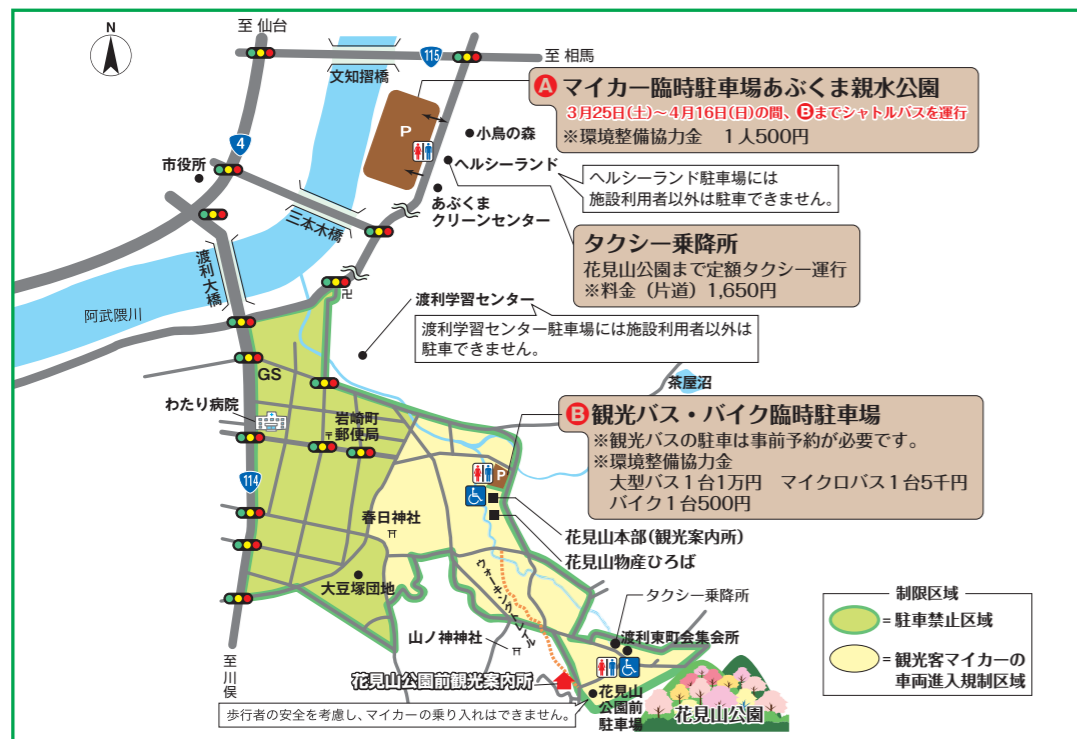 至 仙台
N
115
至 相馬
文知摺橋
A マイカー臨時駐車場あぶくま親水公園
3月25日(土)～4月16日(日)の間、Bまでシャトルバスを運行
※環境整備協力金　1人500円
P
小鳥の森
4
市役所
ヘルシーランド
ヘルシーランド駐車場には
施設利用者以外は駐車できません。
あぶくま
クリーンセンター
三本木橋
タクシー乗降所
花見山公園まで定額タクシー運行
※料金（片道）1,650円
渡利大橋
阿武隈川
卍
渡利学習センター
渡利学習センター駐車場には施設利用者以外は
駐車できません。
GS
茶屋沼
わたり病院
岩崎町
〒郵便局
B 観光バス・バイク臨時駐車場
※観光バスの駐車は事前予約が必要です。
※環境整備協力金
大型バス1台1万円　マイクロバス1台5千円
バイク1台500円
P
114
春日神社
花見山本部(観光案内所)
花見山物産ひろば
ウォーキングトレイル
大豆塚団地
タクシー乗降所
制限区域
=駐車禁止区域
=観光客マイカーの
車両進入規制区域
山ノ神神社
渡利東町会集会所
至 川俣
花見山公園前観光案内所
花見山
公園前
駐車場
花見山公園
歩行者の安全を考慮し、マイカーの乗り入れはできません。